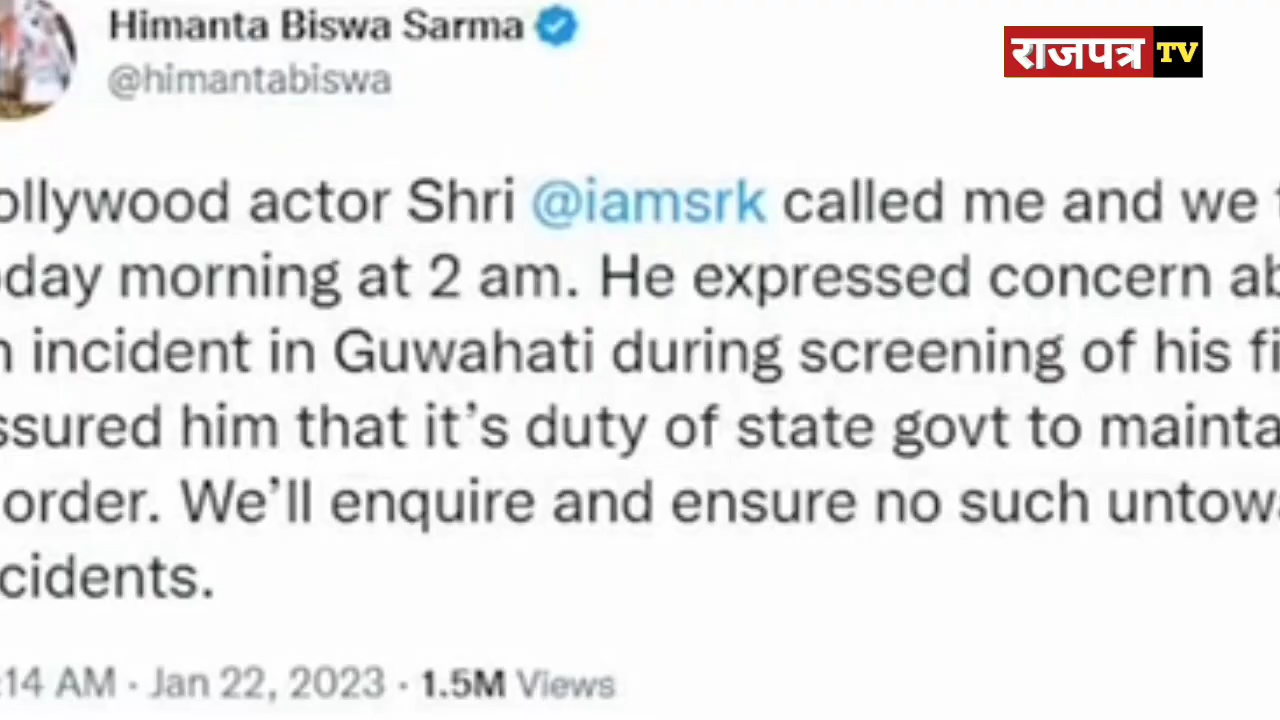 Himanta Biswa Sarma
@himantabiswa
राजपत्र TV
ollywood actor Shri @iamsrk called me and we
day morning at 2 am. He expressed concern ab
incident in Guwahati during screening of his fi
ssured him that it’s duty of state govt to mainta
order. We’ll enquire and ensure no such untow
cidents.
:14 AM · Jan 22, 2023 · 1.5M Views